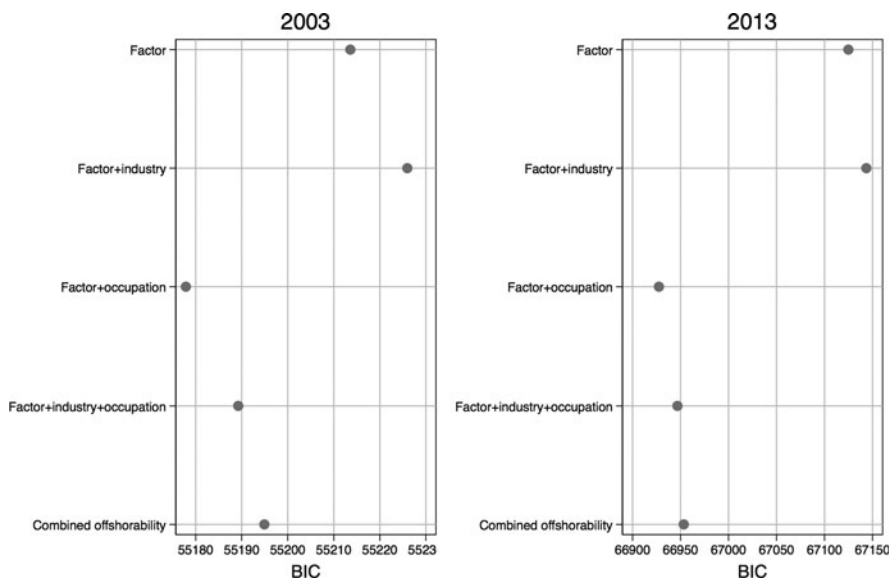 2003
Factor
Factor+industry
Factor+occupation
Factor+industry+occupation
Combined offshorability
55180 55190 55200 55210 55220 5523
BIC
2013
Factor
Factor+industry
Factor+occupation
Factor+industry+occupation
Combined offshorability
66900 66950 67000 67050 67100 67150
BIC